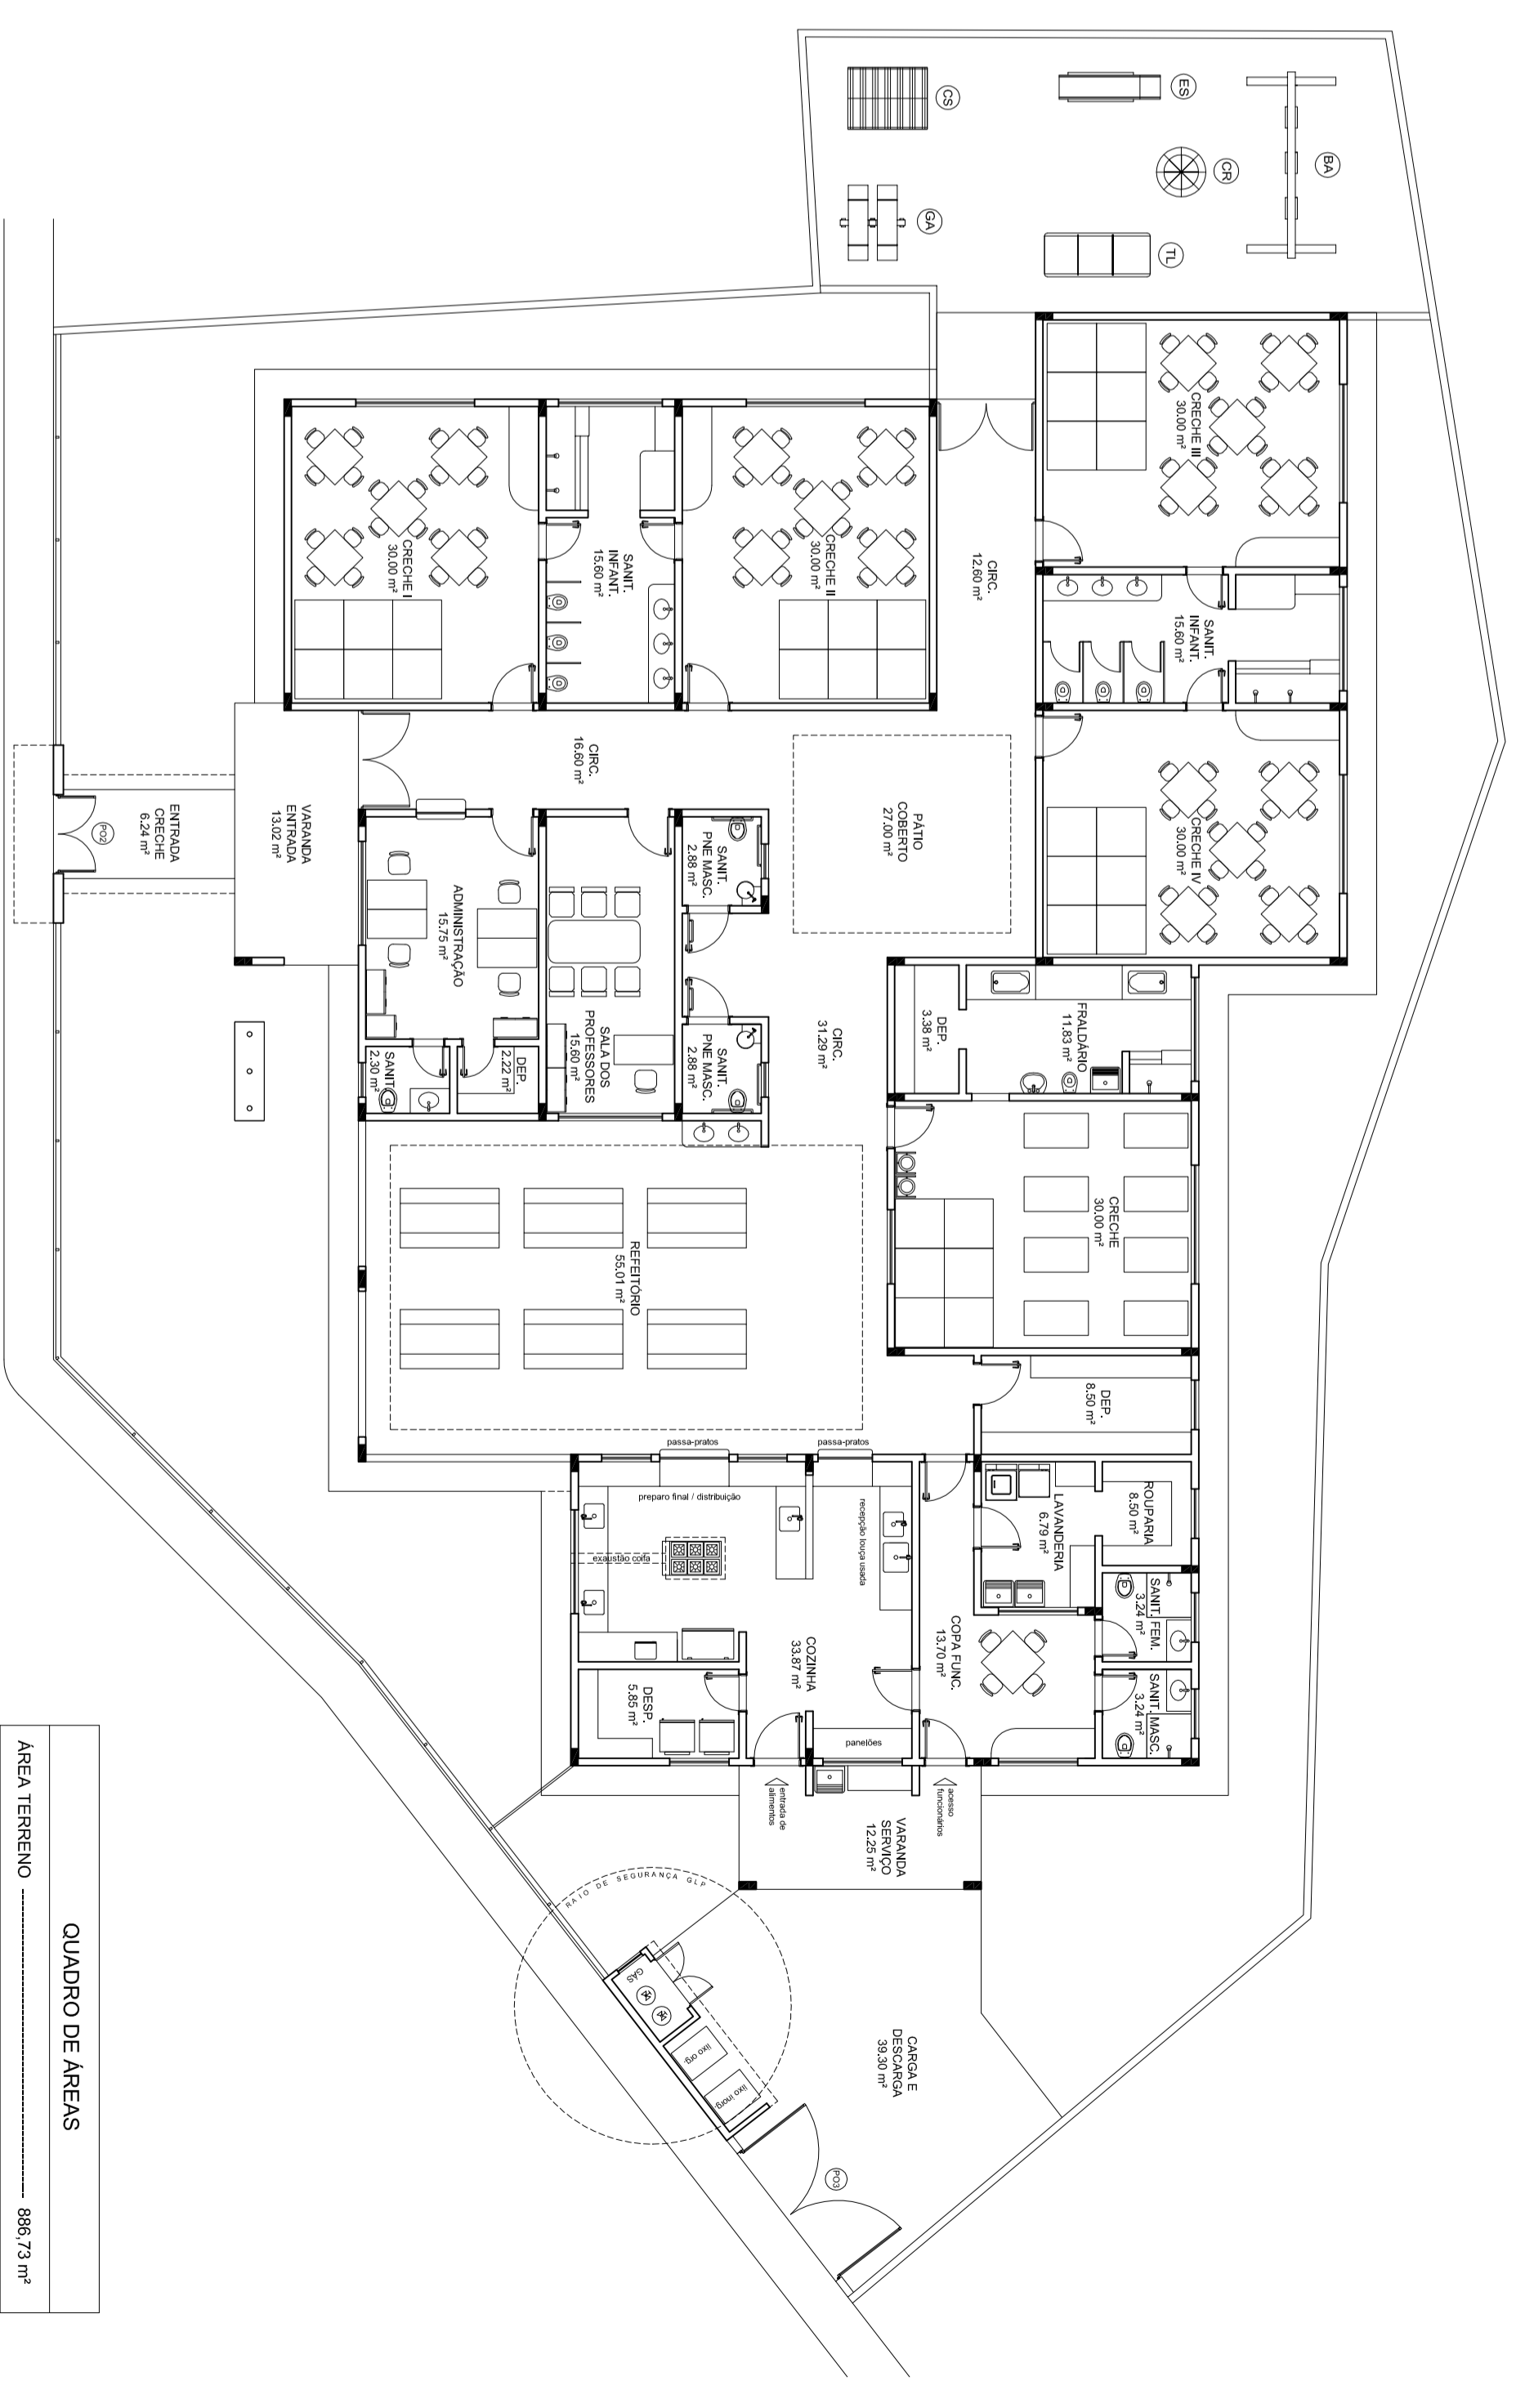 BA
ES
CR
CS
TL
GA
CRECHE III
30.00 m²
SANIT.
INFANT.
15.60 m²
CRECHE IV
30.00 m²
CIRC.
12.60 m²
CRECHE II
30.00 m²
SANIT.
INFANT.
15.60 m²
CRECHE I
30.00 m²
PÁTIO
COBERTO
27.00 m²
CIRC.
16.60 m²
VARANDA
ENTRADA
13.02 m²
ENTRADA
CRECHE
6.24 m²
PO2
SANIT.
PNE MASC.
2.88 m²
SANIT.
PNE MASC.
2.88 m²
ADMINISTRAÇÃO
15.75 m²
SALA DOS
PROFESSORES
15.60 m²
DEP.
2.22 m²
SANIT.
2.30 m²
CIRC.
31.29 m²
FRALDÁRIO
11.83 m²
DEP.
3.38 m²
CRECHE
30.00 m²
DEP.
8.50 m²
REFEITÓRIO
55.01 m²
passa-pratos
passa-pratos
preparo final / distribuição
recepção louça usada
exaustão coifa
ROUPARIA
8.50 m²
LAVANDERIA
6.79 m²
SANIT. FEM.
3.24 m²
SANIT. MASC.
3.24 m²
COPA FUNC.
13.70 m²
COZINHA
33.87 m²
DESP.
5.85 m²
panelões
acesso
funcionários
entrada de
alimentos
VARANDA
SERVIÇO
12.25 m²
RAIO DE SEGURANÇA GLP
GÁS
lixo org.
lixo inorg.
CARGA E
DESCARGA
39.30 m²
PO3
QUADRO DE ÁREAS
ÁREA TERRENO ---------------------------------------- 886,73 m²